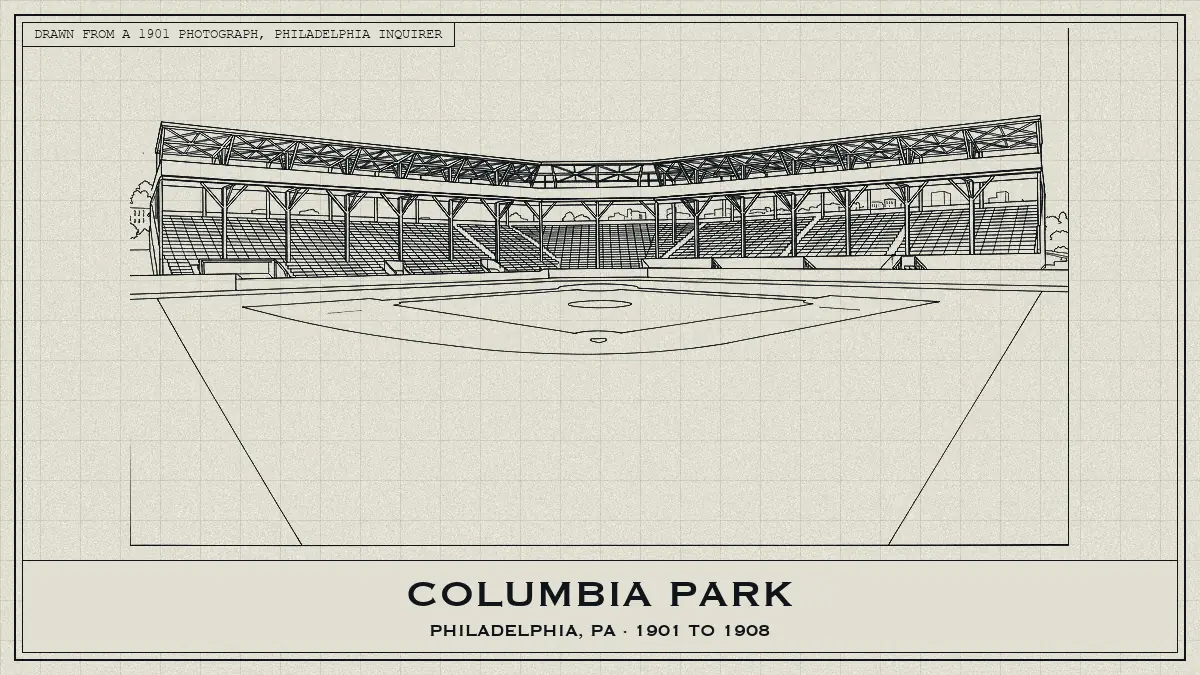 DRAWN FROM A 1901 PHOTOGRAPH, PHILADELPHIA INQUIRER
COLUMBIA PARK
PHILADELPHIA, PA · 1901 TO 1908